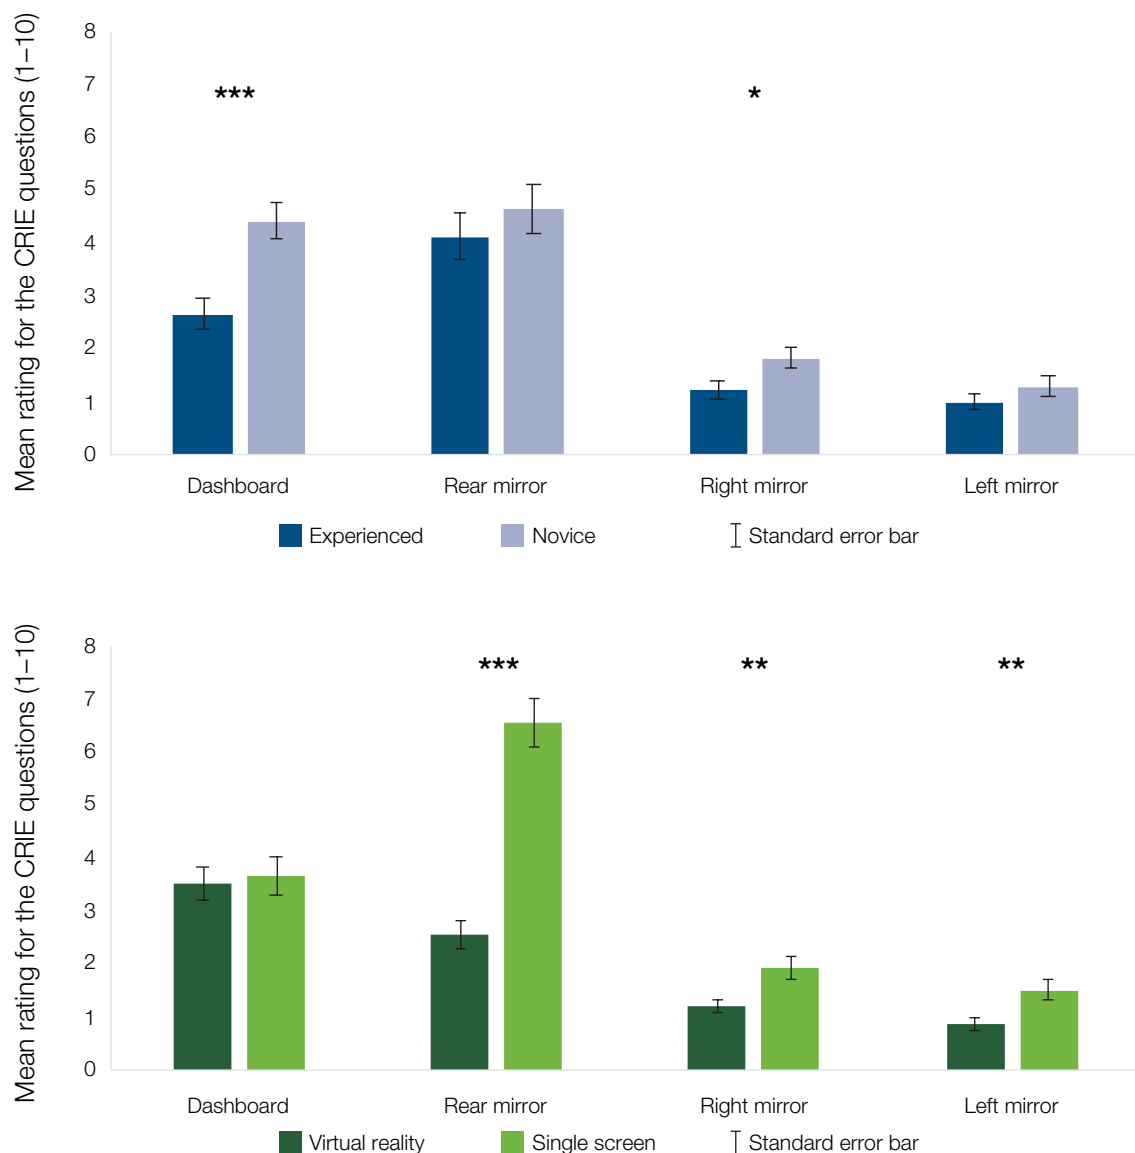 Mean rating for the CRIE questions (1–10)
8
7
6
5
4
3
2
1
0
***
*
Dashboard
Rear mirror
Right mirror
Left mirror
Experienced
Novice
Standard error bar
Mean rating for the CRIE questions (1–10)
8
7
6
5
4
3
2
1
0
***
**
**
Dashboard
Rear mirror
Right mirror
Left mirror
Virtual reality
Single screen
Standard error bar